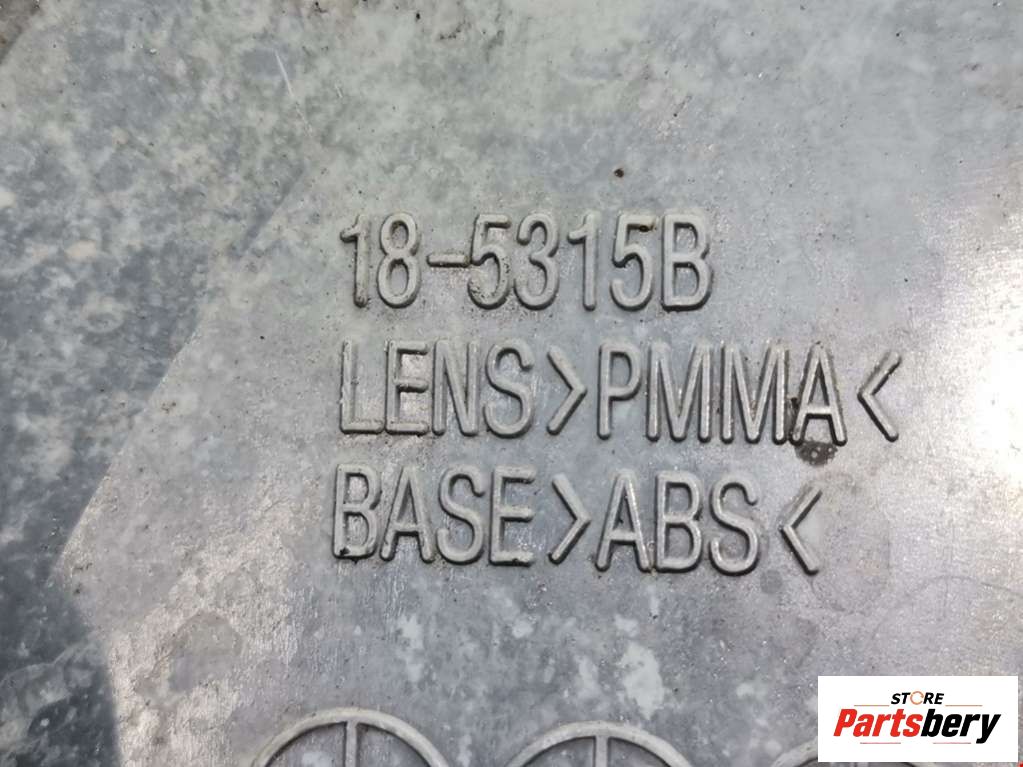 18-5315B
LENS>PMMA<
BASE>ABS<
STORE
Partsbery